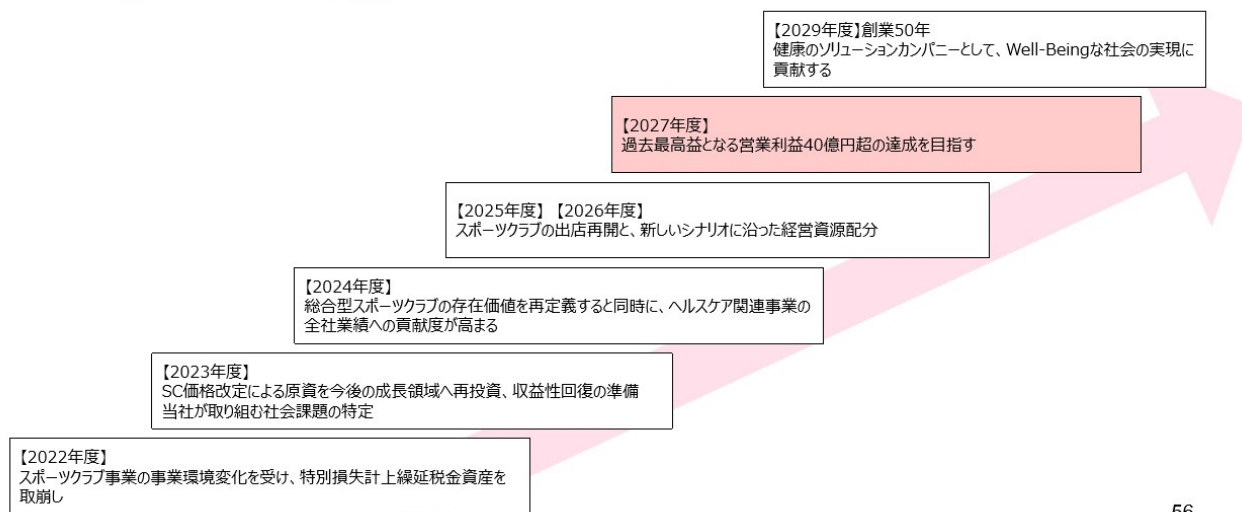 【2029年度】創業50年
健康のソリューションカンパニーとして、Well-Beingな社会の実現に
貢献する
【2027年度】
過去最高益となる営業利益40億円超の達成を目指す
【2025年度】 【2026年度】
スポーツクラブの出店再開と、新しいシナリオに沿った経営資源配分
【2024年度】
総合型スポーツクラブの存在価値を再定義すると同時に、ヘルスケア関連事業の
全社業績への貢献度が高まる
【2023年度】
SC価格改定による原資を今後の成長領域へ再投資、収益性回復の準備
当社が取り組む社会課題の特定
【2022年度】
スポーツクラブ事業の事業環境変化を受け、特別損失計上繰延税金資産を
取崩し
56